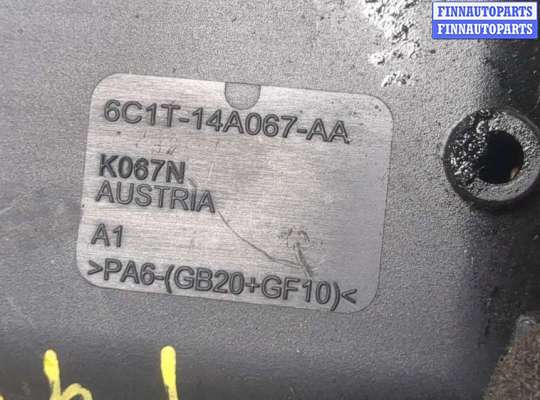 FINNAUTOPARTS
FINNAUTOPARTS
6C1T-14A067-AA
K067N
AUSTRIA
A1
>PA6-(GB20+GF10)<